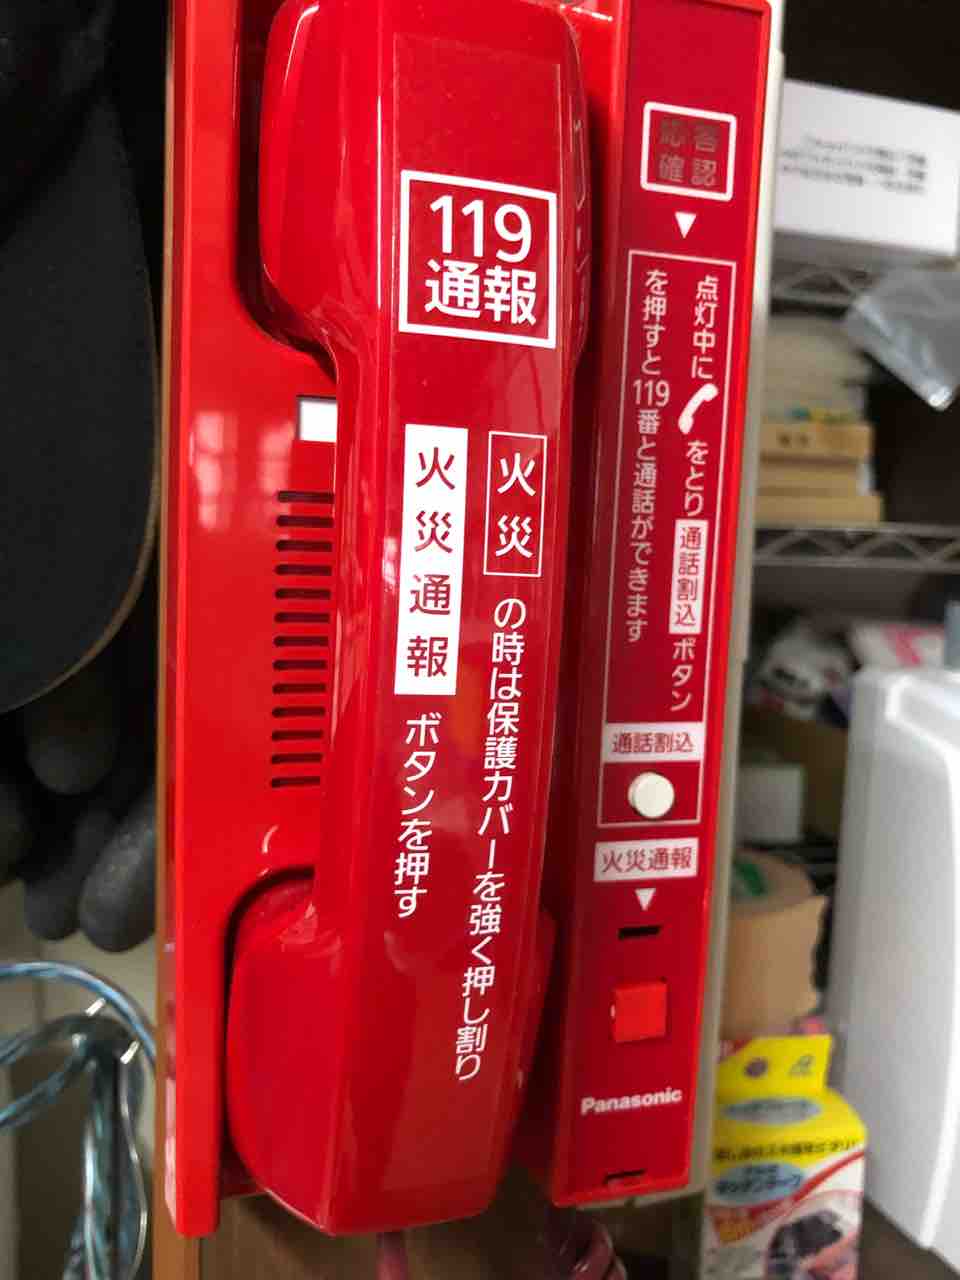 119
通報
火災の時は保護カバーを強く押し割り
火災通報ボタンを押す
応答
確認
点灯中に をとり通話割込ボタン
を押すと119番と通話ができます
通話割込
火災通報
Panasonic